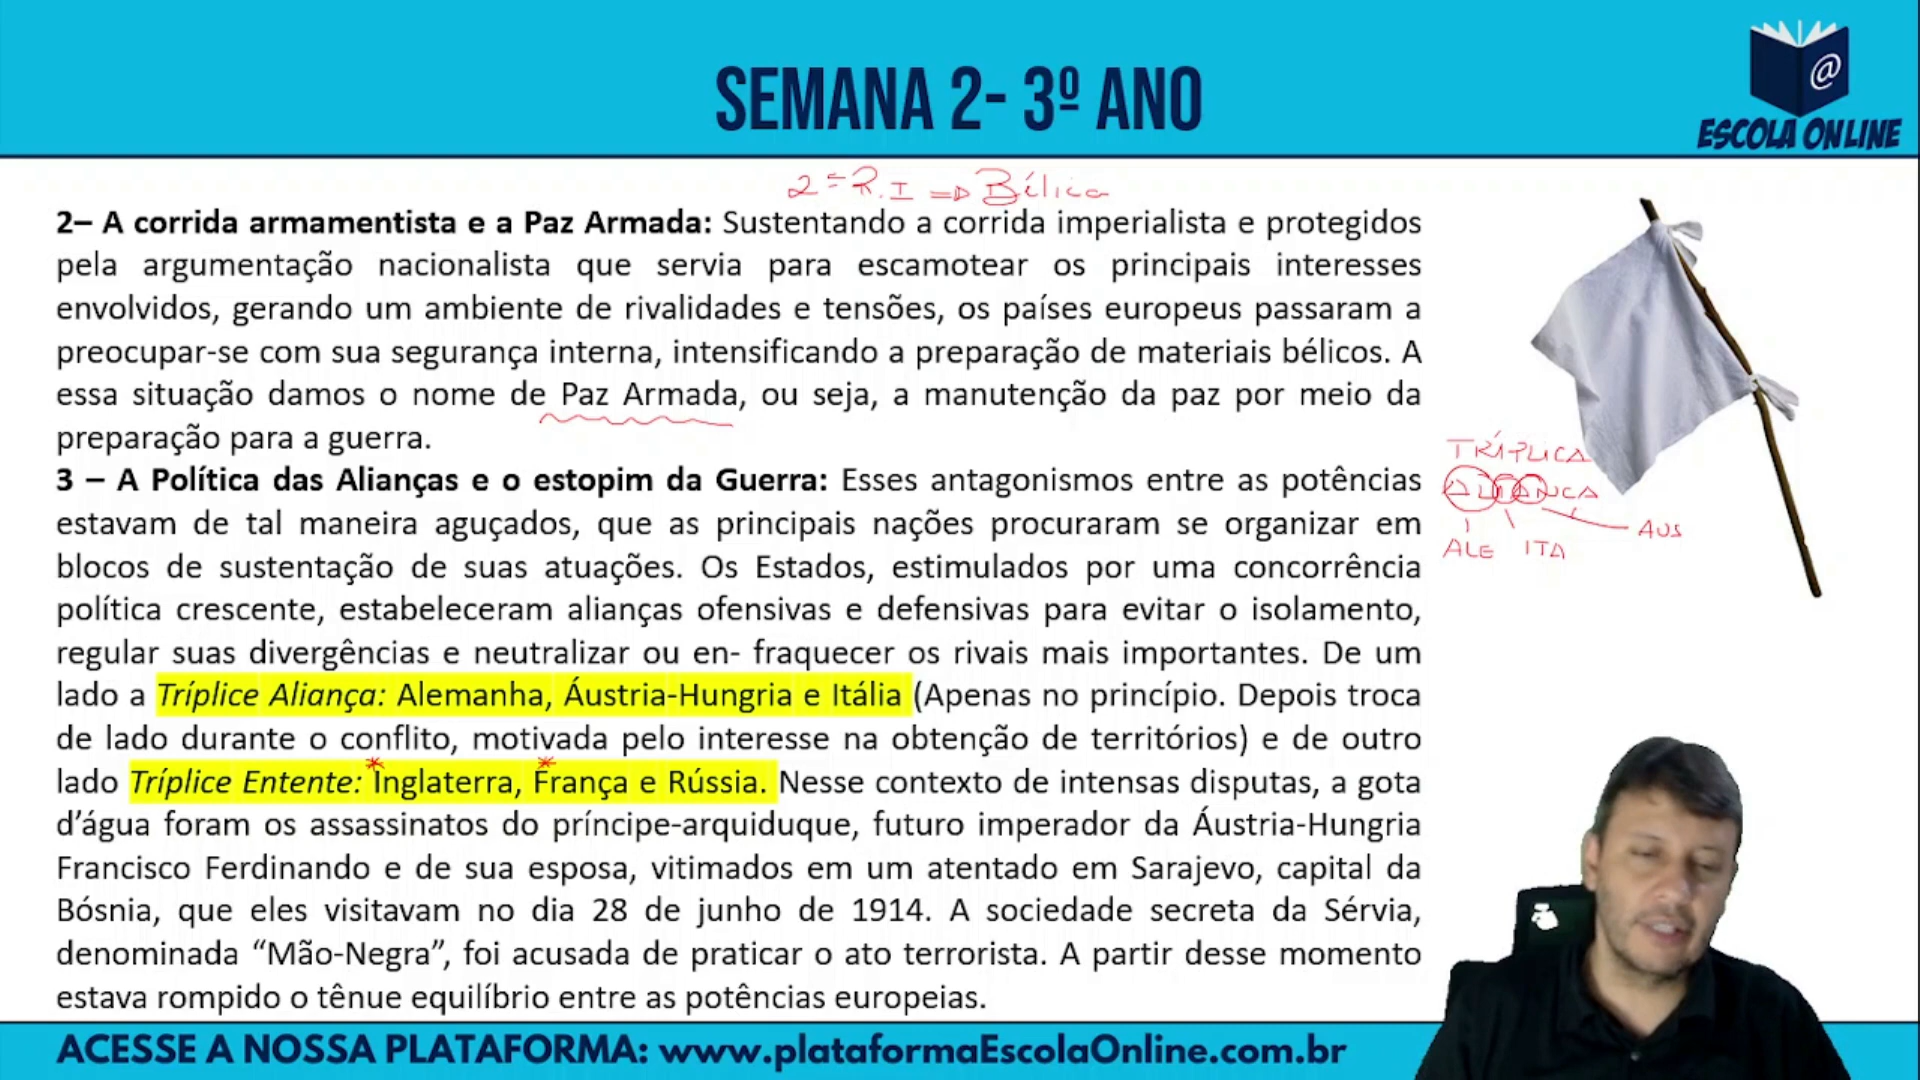 SEMANA 2- 3º ANO
@
ESCOLA ONLINE
2ª R.I => Bélica
2– A corrida armamentista e a Paz Armada: Sustentando a corrida imperialista e protegidos
pela argumentação nacionalista que servia para escamotear os principais interesses
envolvidos, gerando um ambiente de rivalidades e tensões, os países europeus passaram a
preocupar-se com sua segurança interna, intensificando a preparação de materiais bélicos. A
essa situação damos o nome de Paz Armada, ou seja, a manutenção da paz por meio da
preparação para a guerra.
3 – A Política das Alianças e o estopim da Guerra: Esses antagonismos entre as potências
estavam de tal maneira aguçados, que as principais nações procuraram se organizar em
blocos de sustentação de suas atuações. Os Estados, estimulados por uma concorrência
política crescente, estabeleceram alianças ofensivas e defensivas para evitar o isolamento,
regular suas divergências e neutralizar ou en- fraquecer os rivais mais importantes. De um
lado a Tríplice Aliança: Alemanha, Áustria-Hungria e Itália (Apenas no princípio. Depois troca
de lado durante o conflito, motivada pelo interesse na obtenção de territórios) e de outro
lado Tríplice Entente: Inglaterra, França e Rússia. Nesse contexto de intensas disputas, a gota
d’água foram os assassinatos do príncipe-arquiduque, futuro imperador da Áustria-Hungria
Francisco Ferdinando e de sua esposa, vitimados em um atentado em Sarajevo, capital da
Bósnia, que eles visitavam no dia 28 de junho de 1914. A sociedade secreta da Sérvia,
denominada “Mão-Negra”, foi acusada de praticar o ato terrorista. A partir desse momento
estava rompido o tênue equilíbrio entre as potências europeias.
TRÍPLICA
ALIANCA
AUS
ALE ITA
ACESSE A NOSSA PLATAFORMA: www.plataformaEscolaOnline.com.br